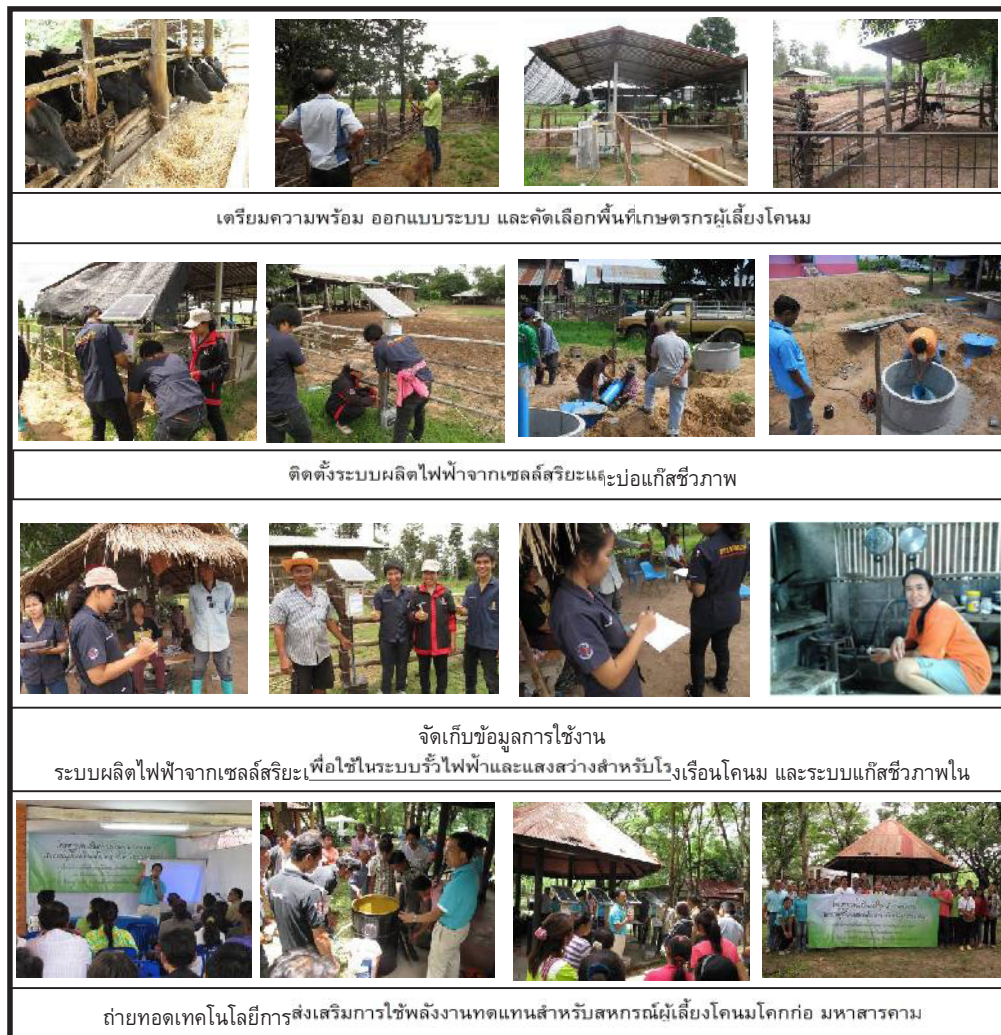 เตรียมความพร้อม ออกแบบระบบ และคัดเลือกพื้นที่เกษตรกรผู้เลี้ยงโคนม
ติดตั้งระบบผลิตไฟฟ้าจากเซลล์สุริยะและบ่อแก๊สชีวภาพ
จัดเก็บข้อมูลการใช้งาน
ระบบผลิตไฟฟ้าจากเซลล์สริยะเพื่อใช้ในระบบรั้วไฟฟ้าและแสงสว่างสำหรับโรงเรือนโคนม และระบบแก๊สชีวภาพใน
ถ่ายทอดเทคโนโลยีการส่งเสริมการใช้พลังงานทดแทนสำหรับสหกรณ์ผู้เลี้ยงโคนมโคกก่อ มหาสารคาม